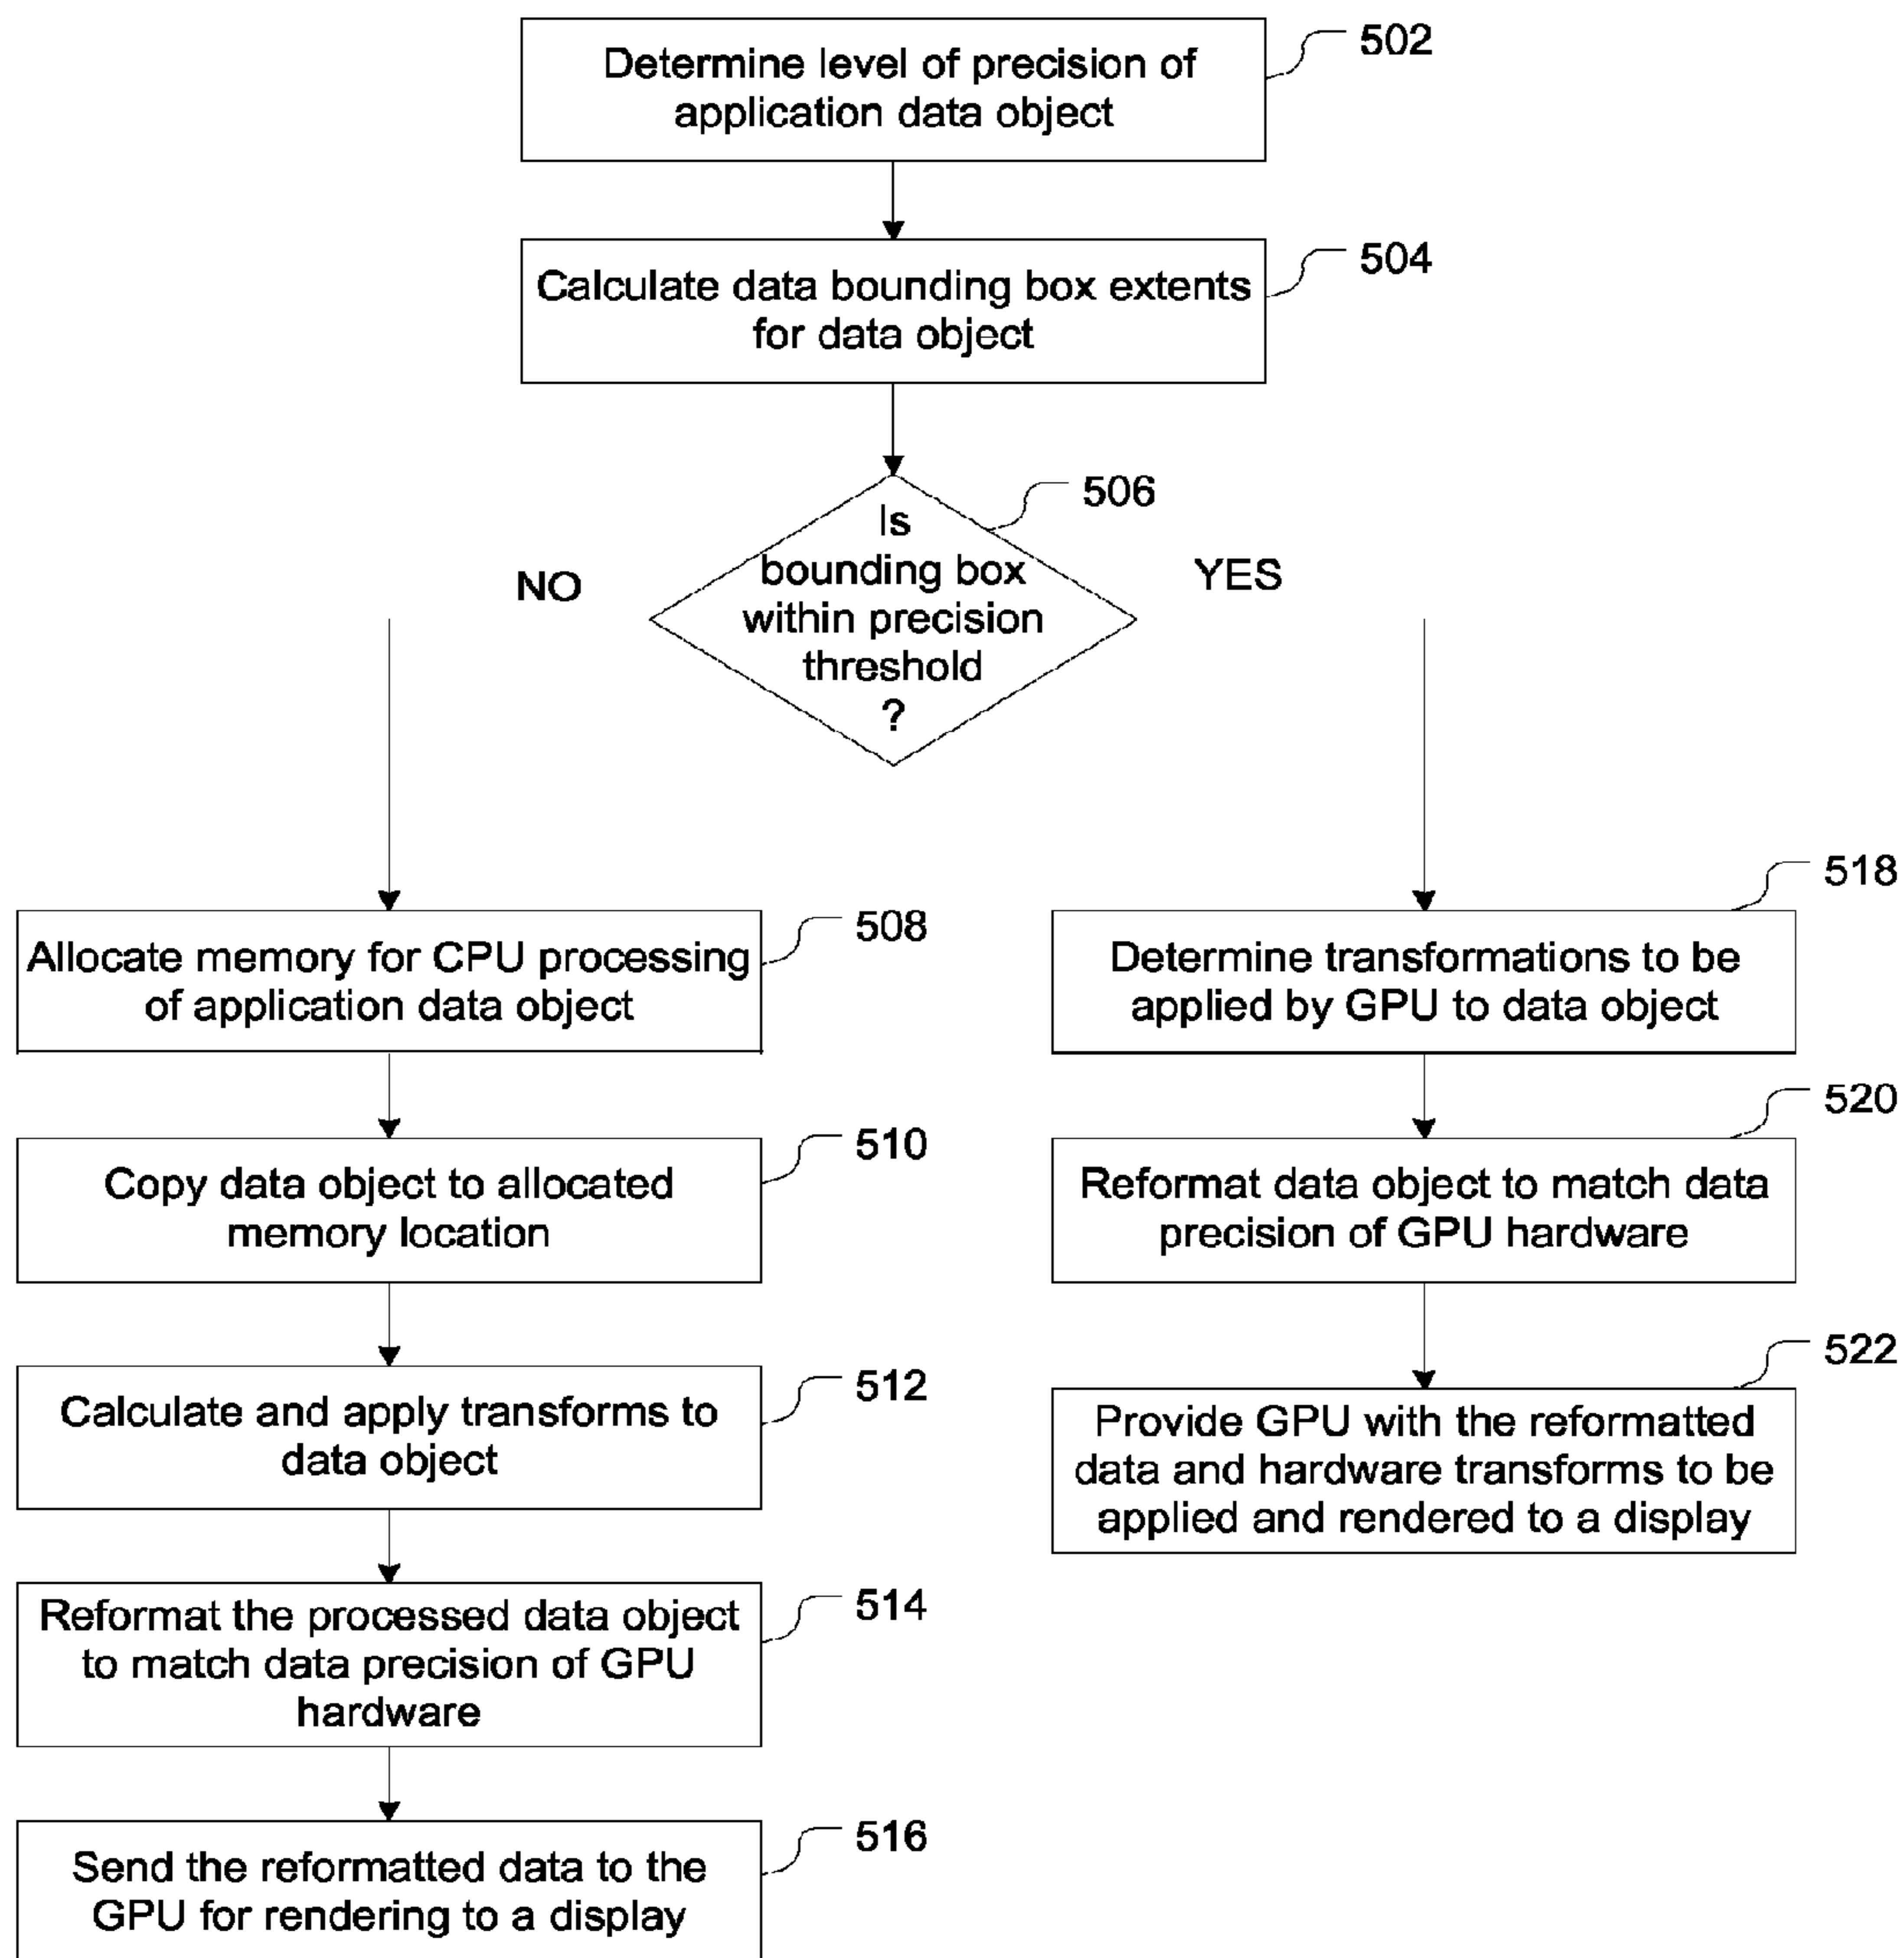 Determine level of precision of
application data object
502
Calculate data bounding box extents
for data object
504
Is
bounding box
within precision
threshold
?
506
NO
YES
Allocate memory for CPU processing
of application data object
508
Copy data object to allocated
memory location
510
Calculate and apply transforms to
data object
512
Reformat the processed data object
to match data precision of GPU
hardware
514
Send the reformatted data to the
GPU for rendering to a display
516
Determine transformations to be
applied by GPU to data object
518
Reformat data object to match data
precision of GPU hardware
520
Provide GPU with the reformatted
data and hardware transforms to be
applied and rendered to a display
522